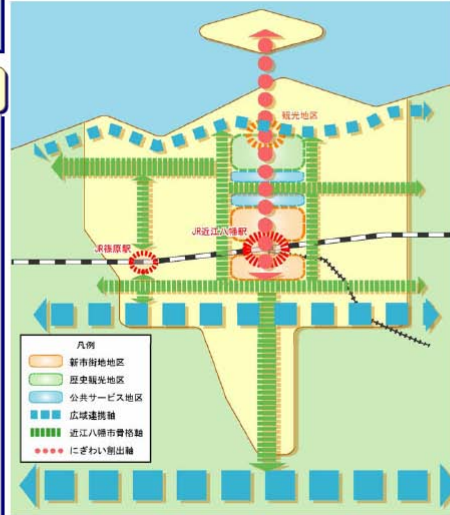 観光地区
JR近江八幡駅
JR篠原駅
凡例
新市街地地区
歴史観光地区
公共サービス地区
広域連携軸
近江八幡市骨格軸
にぎわい創出軸